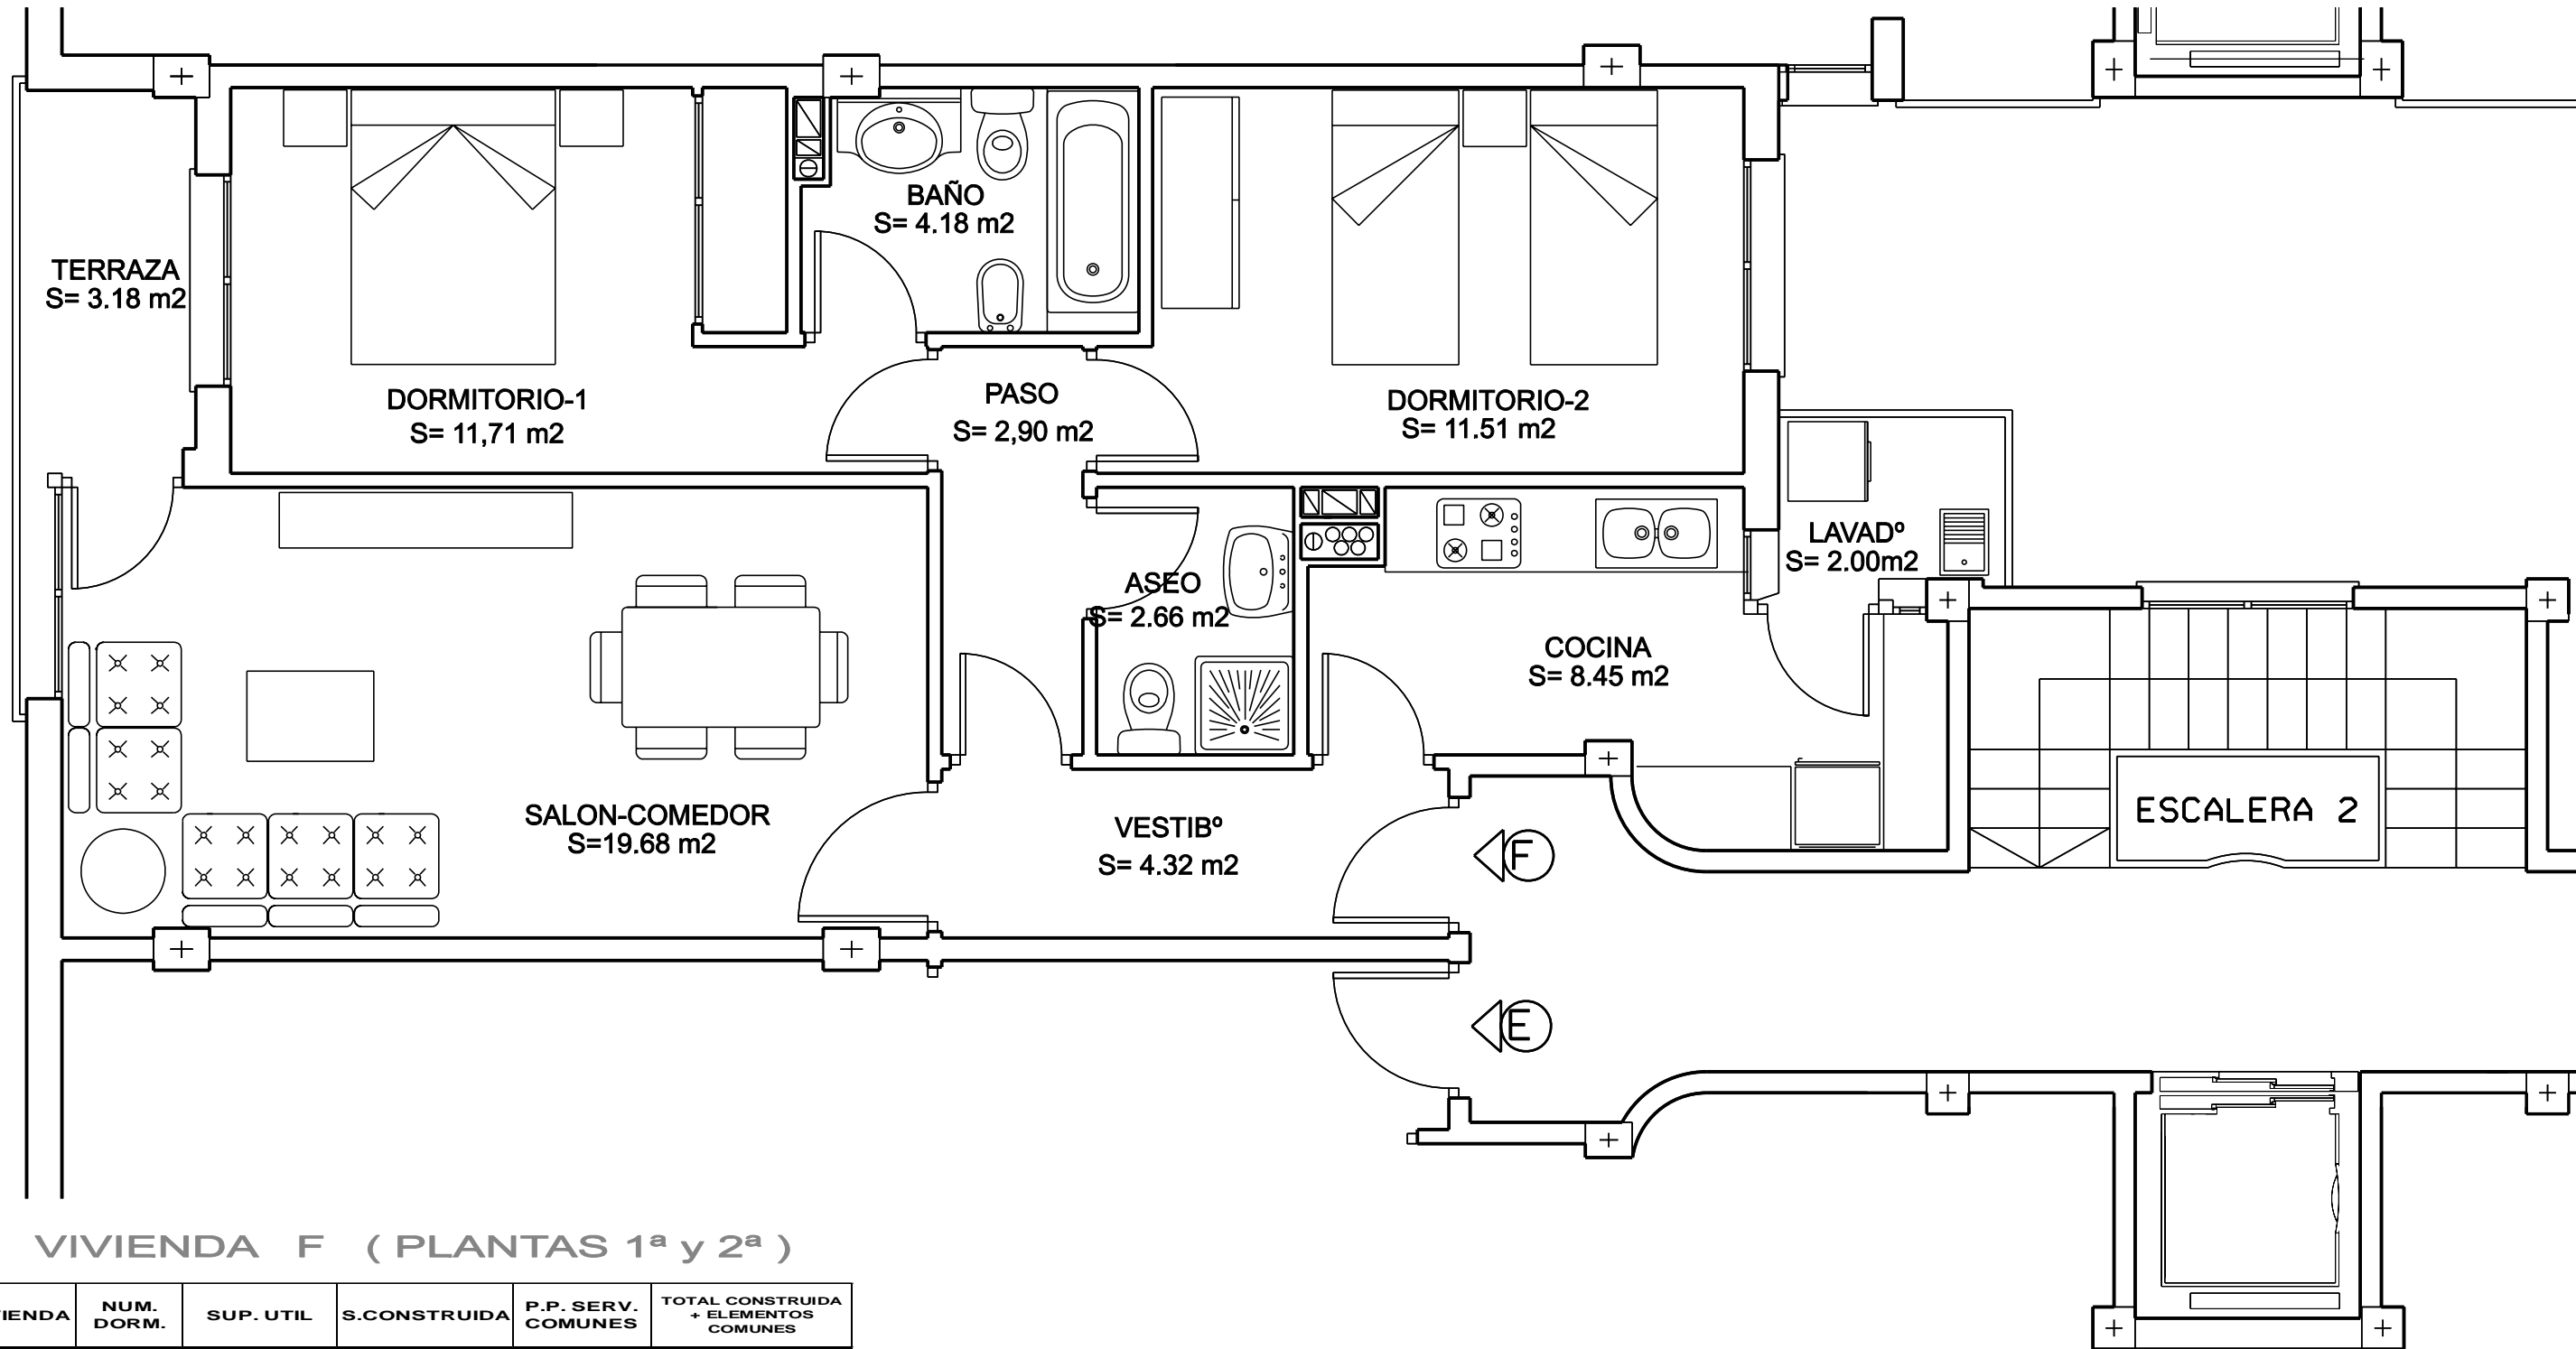 BAÑO
S= 4.18 m2
TERRAZA
S= 3.18 m2
DORMITORIO-1
S= 11,71 m2
PASO
S= 2,90 m2
DORMITORIO-2
S= 11.51 m2
LAVADº
S= 2.00m2
ASEO
S= 2.66 m2
COCINA
S= 8.45 m2
SALON-COMEDOR
S=19.68 m2
VESTIBº
S= 4.32 m2
ESCALERA 2
F
E
VIVIENDA F ( PLANTAS 1ª y 2ª )
IENDA
NUM.
DORM.
SUP. UTIL
S.CONSTRUIDA
P.P. SERV.
COMUNES
TOTAL CONSTRUIDA
+ ELEMENTOS
COMUNES